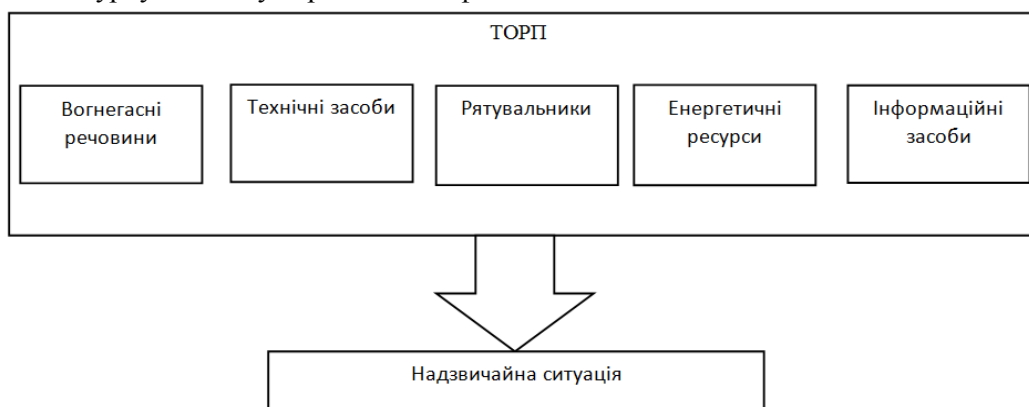 ТОРП
Вогнегасні
речовини
Технічні засоби
Рятувальники
Енергетичні
ресурси
Інформаційні
засоби
Надзвичайна ситуація